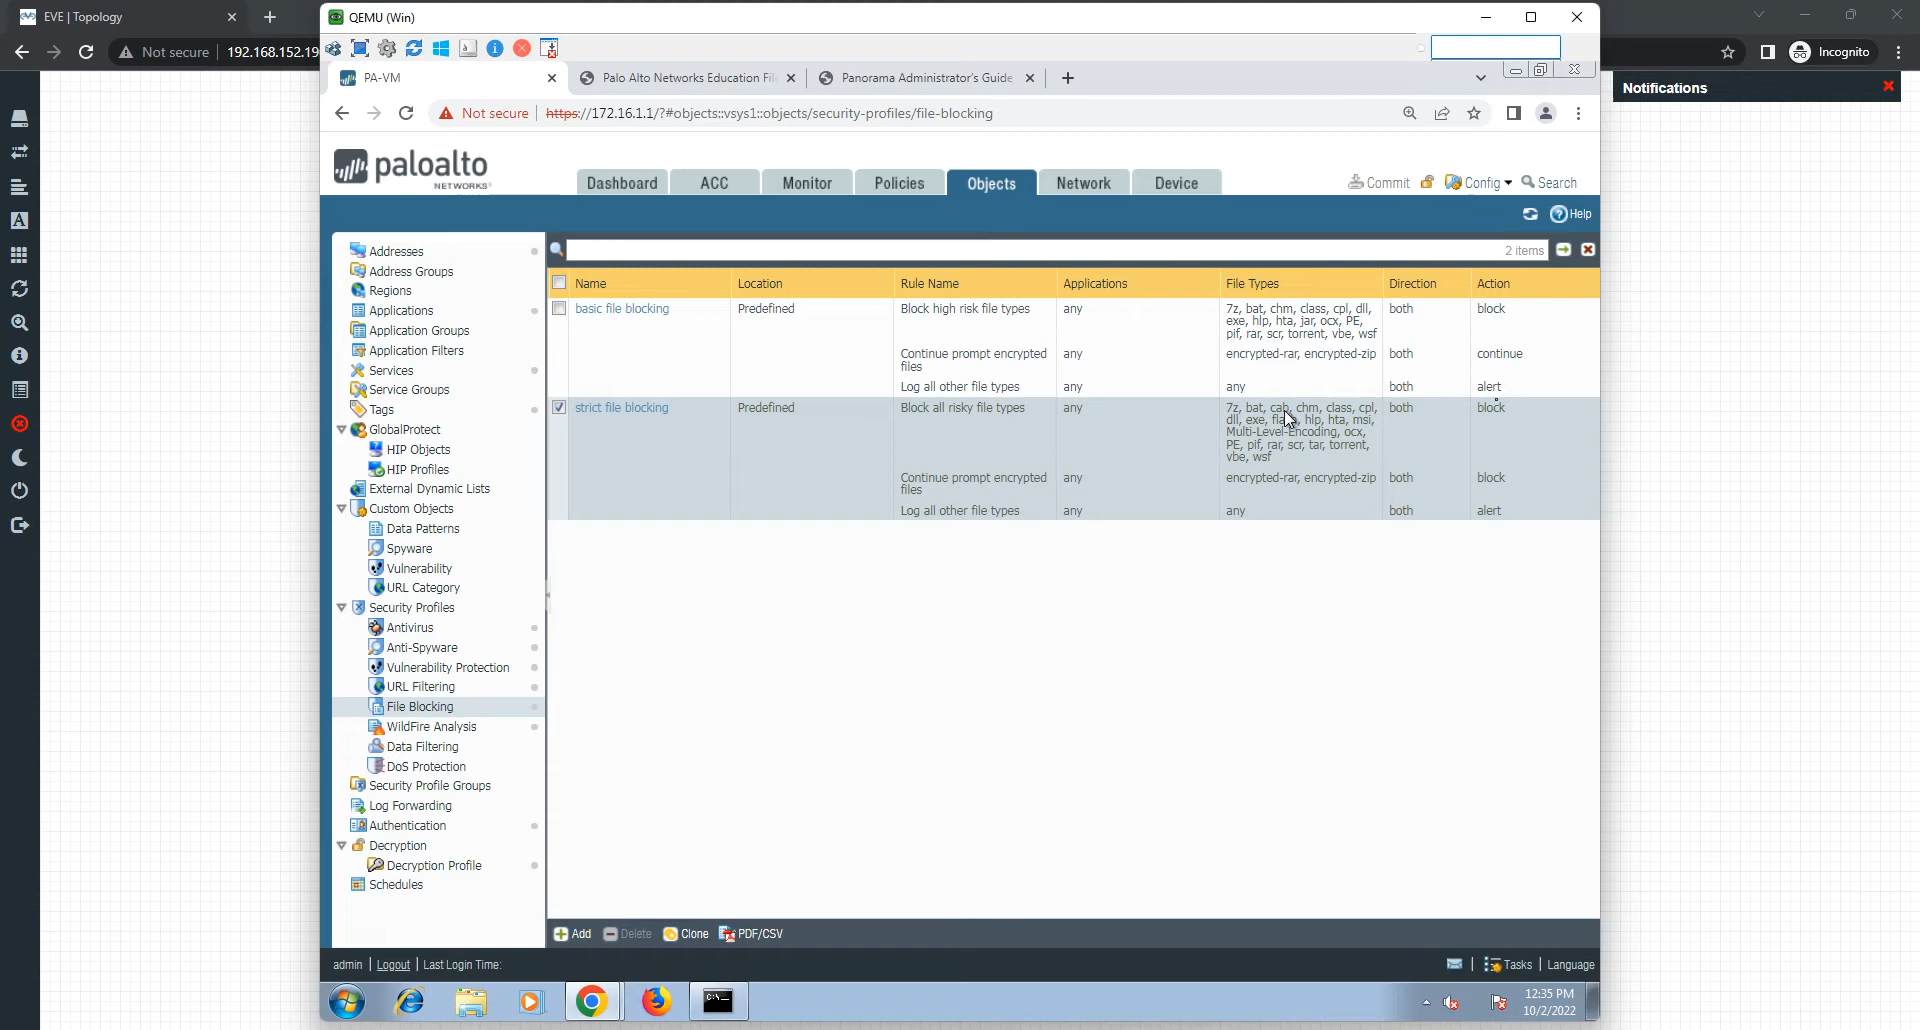 EVE | Topology
QEMU (Win)
Not secure
192.168.152.19
Incognito
Notifications
PA-VM
Palo Alto Networks Education Fil
Panorama Administrator's Guide
Not secure
https://172.16.1.1/?#objects::vsys1::objects/security-profiles/file-blocking
paloalto
NETWORKS
Dashboard
ACC
Monitor
Policies
Objects
Network
Device
Commit
Config
Search
Help
2 items
Addresses
Address Groups
Regions
Applications
Application Groups
Application Filters
Services
Service Groups
Tags
GlobalProtect
HIP Objects
HIP Profiles
External Dynamic Lists
Custom Objects
Data Patterns
Spyware
Vulnerability
URL Category
Security Profiles
Antivirus
Anti-Spyware
Vulnerability Protection
URL Filtering
File Blocking
WildFire Analysis
Data Filtering
DoS Protection
Security Profile Groups
Log Forwarding
Authentication
Decryption
Decryption Profile
Schedules
Name Location Rule Name Applications File Types Direction Action
basic file blocking Predefined Block high risk file types any 7z, bat, chm, class, cpl, dll, both block
exe, hlp, hta, jar, ocx, PE,
pif, rar, scr, torrent, vbe, wsf
Continue prompt encrypted any encrypted-rar, encrypted-zip both continue
files
Log all other file types any any both alert
strict file blocking Predefined Block all risky file types any 7z, bat, cab, chm, class, cpl, both block
dll, exe, hlp, hta, msi,
Multi-Level-Encoding, ocx,
PE, pif, rar, scr, tar, torrent,
vbe, wsf
Continue prompt encrypted any encrypted-rar, encrypted-zip both block
files
Log all other file types any any both alert
Add
Delete
Clone
PDF/CSV
admin | Logout | Last Login Time:
Tasks | Language
12:35 PM
10/2/2022